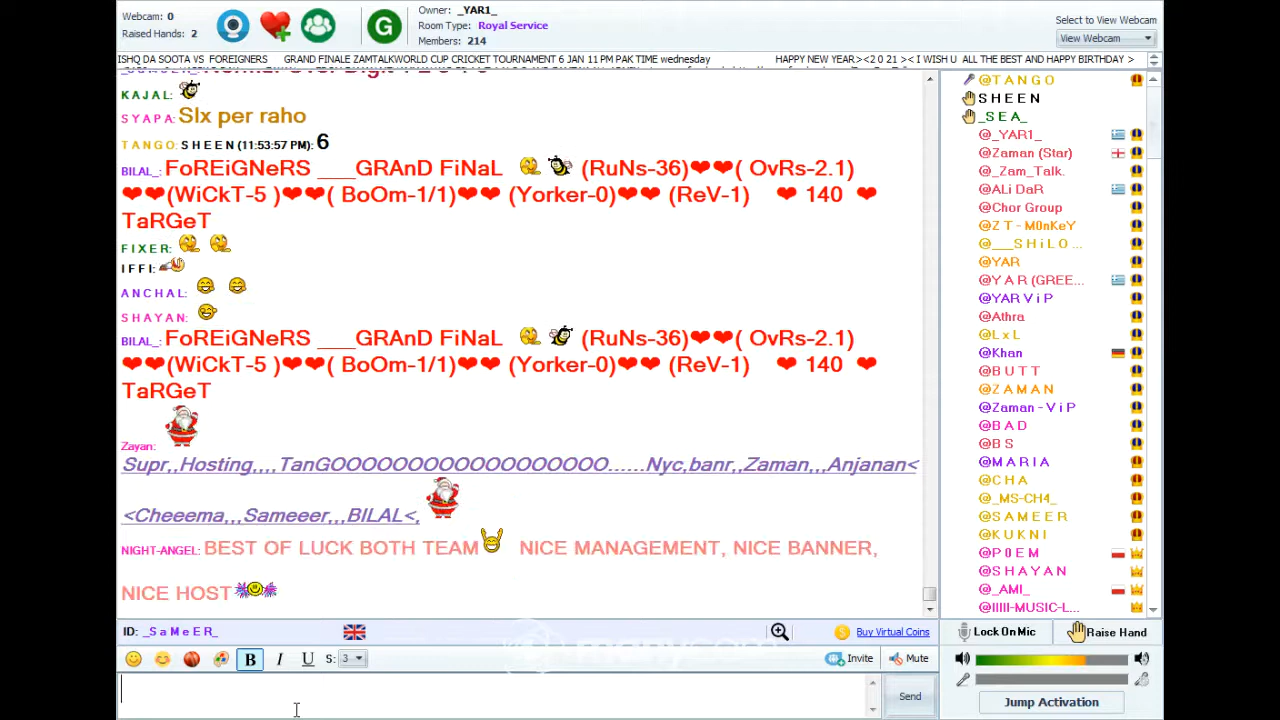 Webcam: 0
Raised Hands: 2
G
Owner: _YAR1_
Room Type: Royal Service
Members: 214
Select to View Webcam
View Webcam
ISHQ DA SOOTA VS FOREIGNERS GRAND FINALE ZAMTALKWORLD CUP CRICKET TOURNAMENT 6 JAN 11 PM PAK TIME wednesday HAPPY NEW YEAR><2 0 21 >< I WISH U ALL THE BEST AND HAPPY BIRTHDAY >
KAJAL:
SYAPA: SIx per raho
TANGO: SHEEN (11:53:57 PM): 6
BILAL_: FoREiGNeRS ___GRAnD FiNaL (RuNs-36)❤❤( OvRs-2.1)
❤❤(WiCkT-5 )❤❤( BoOm-1/1)❤❤ (Yorker-0)❤❤ (ReV-1) ❤ 140 ❤
TaRGeT
FIXER:
IFFI:
ANCHAL:
SHAYAN:
BILAL_: FoREiGNeRS ___GRAnD FiNaL (RuNs-36)❤❤( OvRs-2.1)
❤❤(WiCkT-5 )❤❤( BoOm-1/1)❤❤ (Yorker-0)❤❤ (ReV-1) ❤ 140 ❤
TaRGeT
Zayan:
Supr,,Hosting,,,,TanGOOOOOOOOOOOOOOOOOO......Nyc,banr,,Zaman,,,Anjanan<
<Cheeema,,,Sameeer,,,BILAL<,
NIGHT-ANGEL: BEST OF LUCK BOTH TEAM NICE MANAGEMENT, NICE BANNER,
NICE HOST
@TANGO
SHEEN
_SEA_
@_YAR1_
@Zaman (Star)
@_Zam_Talk.
@ALi DaR
@Chor Group
@ZT-M0nKeY
@___SHiLO...
@YAR
@YAR (GREE...
@YAR ViP
@Athra
@LxL
@Khan
@BUTT
@ZAMAN
@Zaman-ViP
@BAD
@BS
@MARIA
@CHA
@_MS-CH4_
@SAMEER
@KUKNI
@P0EM
@SHAYAN
@_AMI_
@IIIII-MUSIC-L...
ID: _SaMeER_
Buy Virtual Coins
Lock On Mic
Raise Hand
B I U S: 3
Invite
Mute
Send
Jump Activation